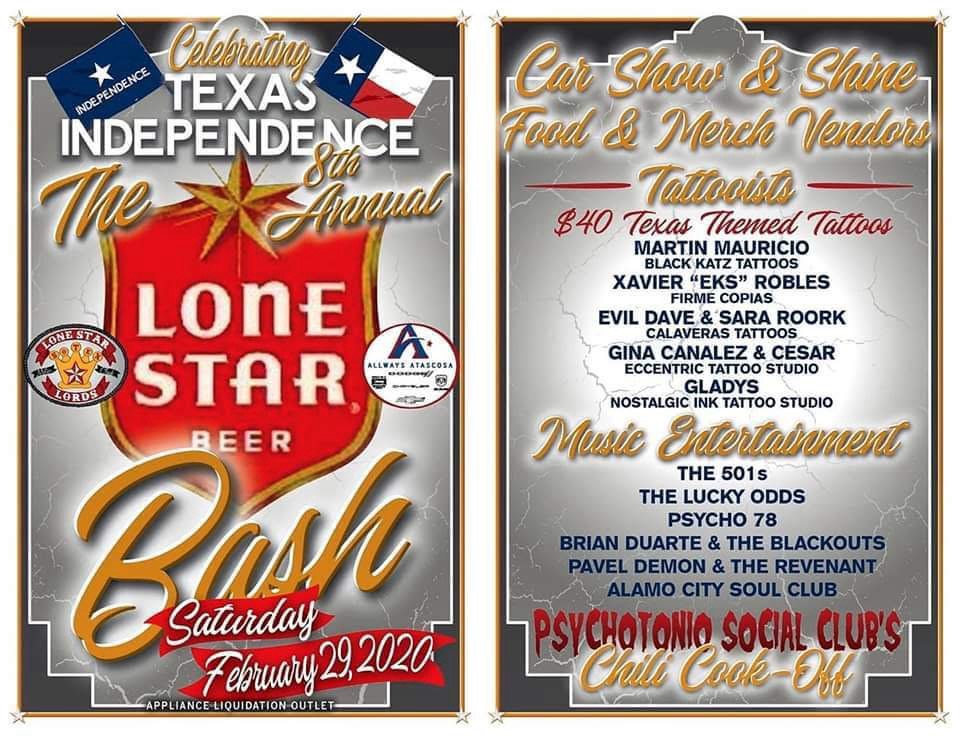 Celebrating
TEXAS
INDEPENDENCE
INDEPENDENCE
The
8th
Annual
LONE
STAR
BEER
LONE STAR
LORDS
ALLWAYS ATASCOSA
DODGE
CHRYSLER
Bash
Saturday
February 29, 2020
APPLIANCE LIQUIDATION OUTLET
Car Show & Shine
Food & Merch Vendors
Tattooists
$40 Texas Themed Tattoos
MARTIN MAURICIO
BLACK KATZ TATTOOS
XAVIER “EKS” ROBLES
FIRME COPIAS
EVIL DAVE & SARA ROORK
CALAVERAS TATTOOS
GINA CANALEZ & CESAR
ECCENTRIC TATTOO STUDIO
GLADYS
NOSTALGIC INK TATTOO STUDIO
Music Entertainment
THE 501s
THE LUCKY ODDS
PSYCHO 78
BRIAN DUARTE & THE BLACKOUTS
PAVEL DEMON & THE REVENANT
ALAMO CITY SOUL CLUB
PSYCHOTONIO SOCIAL CLUB'S
Chili Cook-Off